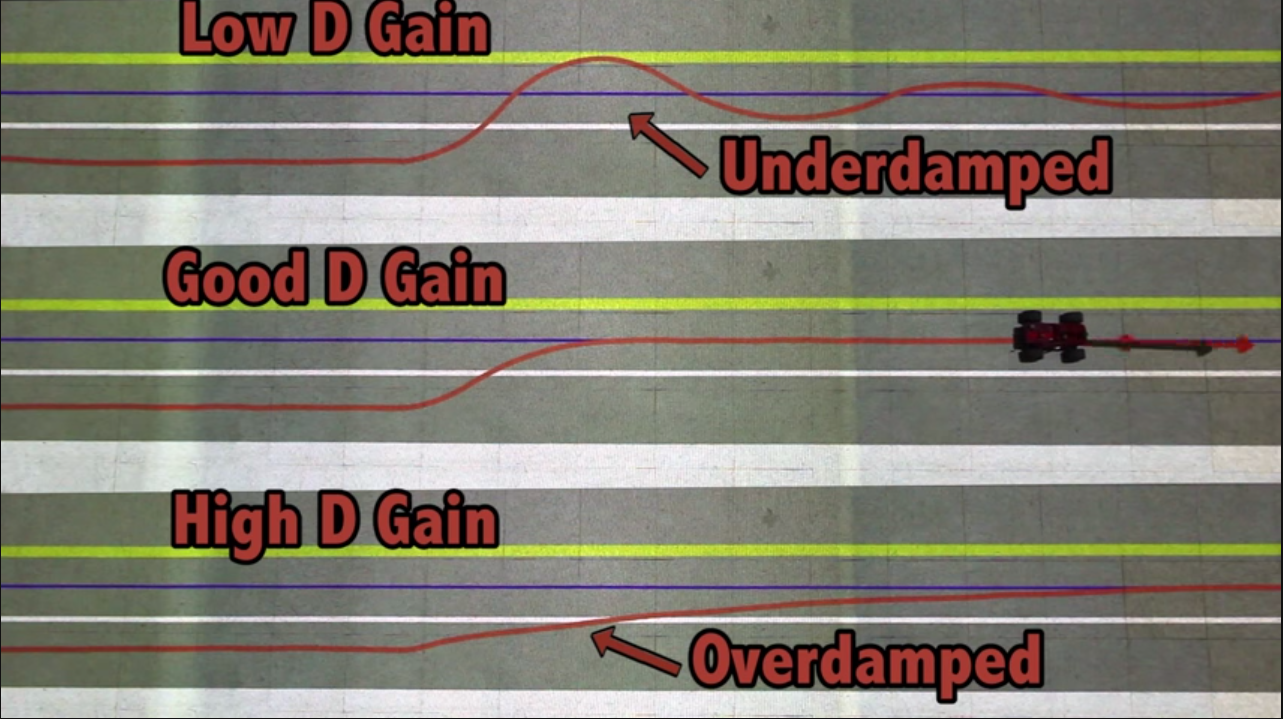 Low D Gain
Underdamped
Good D Gain
High D Gain
Overdamped